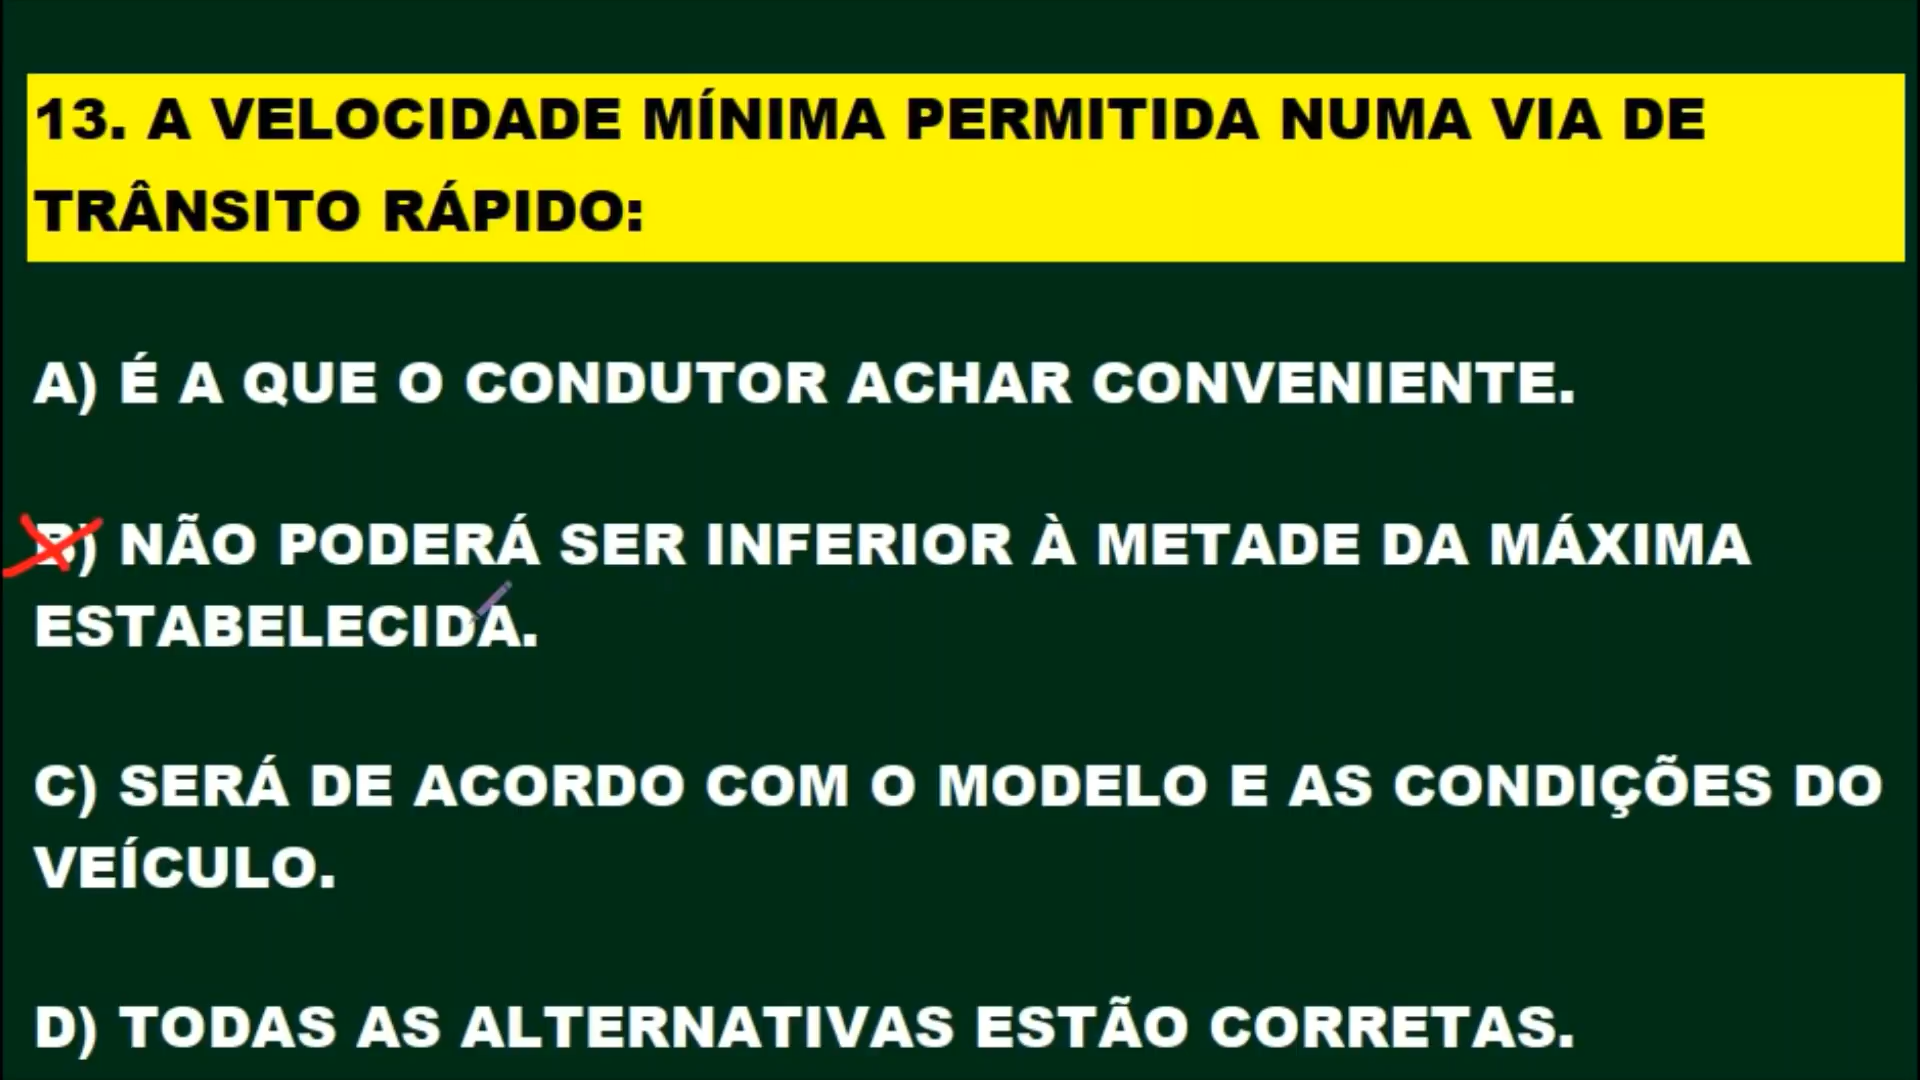 13. A VELOCIDADE MÍNIMA PERMITIDA NUMA VIA DE
TRÂNSITO RÁPIDO:
A) É A QUE O CONDUTOR ACHAR CONVENIENTE.
B) NÃO PODERÁ SER INFERIOR À METADE DA MÁXIMA
ESTABELECIDA.
C) SERÁ DE ACORDO COM O MODELO E AS CONDIÇÕES DO
VEÍCULO.
D) TODAS AS ALTERNATIVAS ESTÃO CORRETAS.